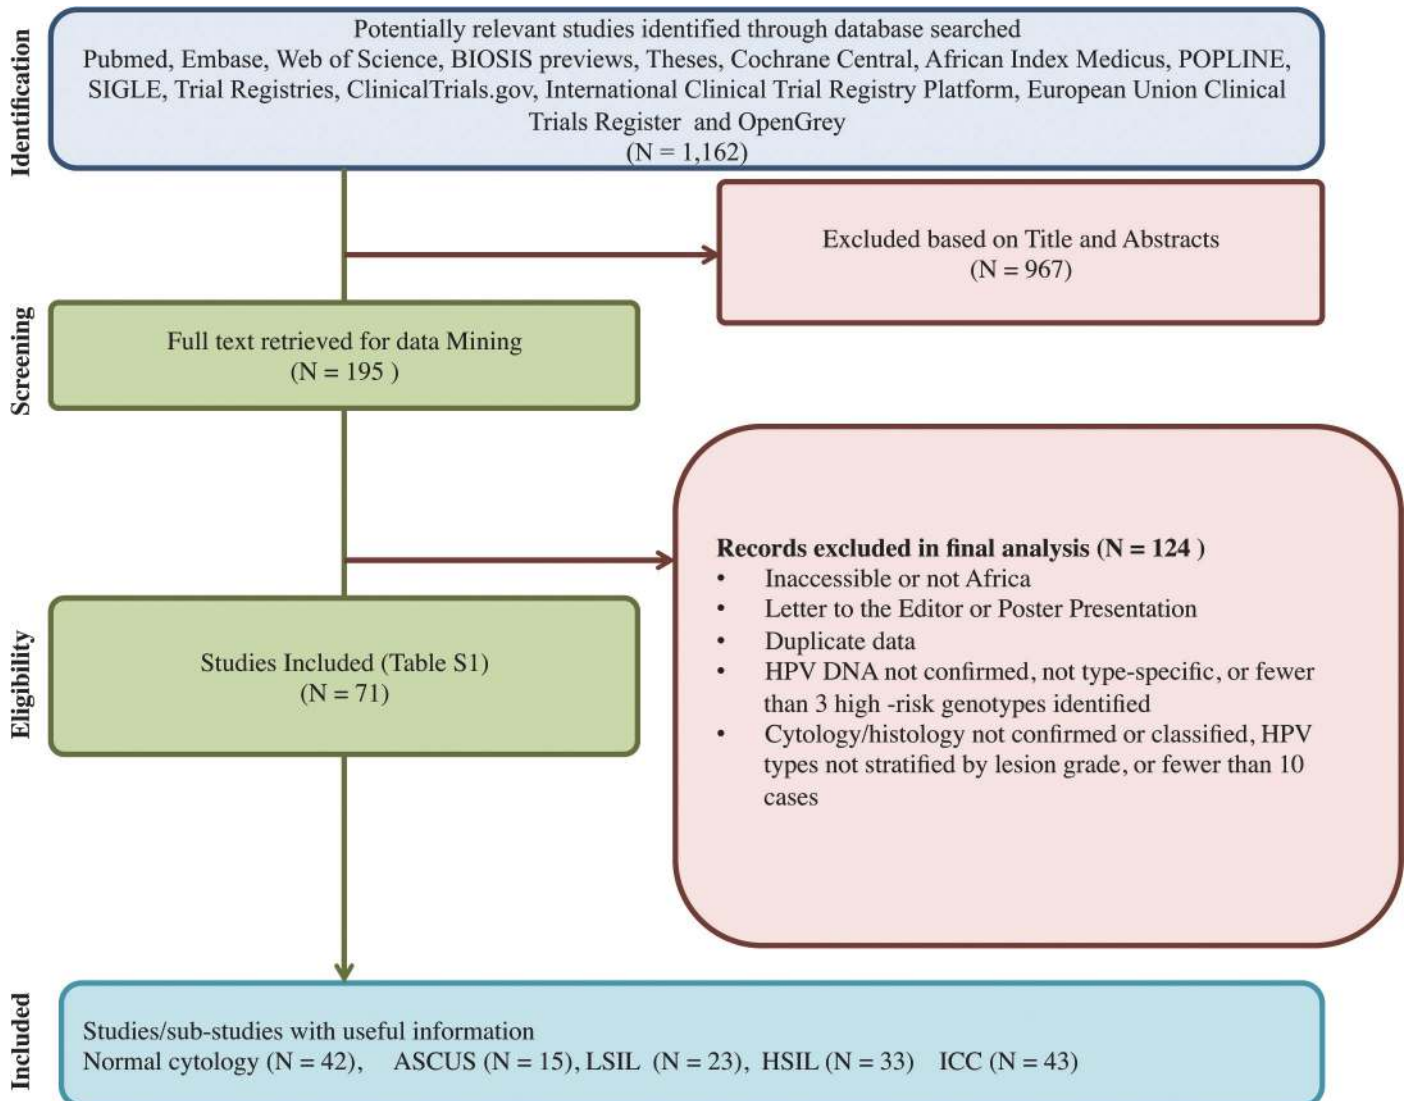 Identification
Potentially relevant studies identified through database searched
Pubmed, Embase, Web of Science, BIOSIS previews, Theses, Cochrane Central, African Index Medicus, POPLINE,
SIGLE, Trial Registries, ClinicalTrials.gov, International Clinical Trial Registry Platform, European Union Clinical
Trials Register and OpenGrey
(N = 1,162)
Excluded based on Title and Abstracts
(N = 967)
Screening
Full text retrieved for data Mining
(N = 195 )
Records excluded in final analysis (N = 124 )
• Inaccessible or not Africa
• Letter to the Editor or Poster Presentation
• Duplicate data
• HPV DNA not confirmed, not type-specific, or fewer
than 3 high -risk genotypes identified
• Cytology/histology not confirmed or classified, HPV
types not stratified by lesion grade, or fewer than 10
cases
Eligibility
Studies Included (Table S1)
(N = 71)
Included
Studies/sub-studies with useful information
Normal cytology (N = 42), ASCUS (N = 15), LSIL (N = 23), HSIL (N = 33) ICC (N = 43)